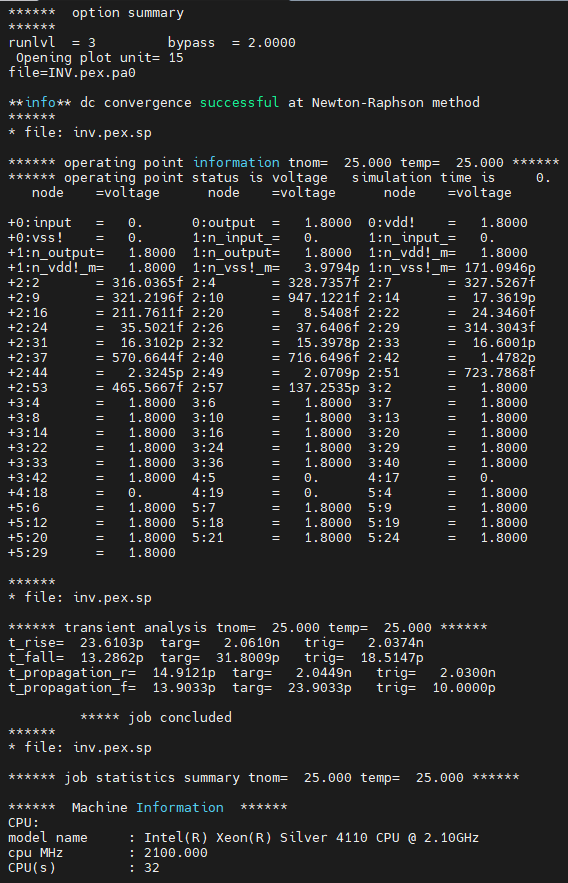 ******  option summary
******
runlvl  = 3         bypass  = 2.0000
 Opening plot unit= 15
file=INV.pex.pa0
**info** dc convergence successful at Newton-Raphson method
******
* file: inv.pex.sp
****** operating point information tnom=  25.000 temp=  25.000 ******
****** operating point status is voltage   simulation time is     0.
   node    =voltage      node    =voltage      node    =voltage
+0:input   =   0.      0:output  =   1.8000  0:vdd!    =   1.8000
+0:vss!    =   0.      1:n_input_=   0.      1:n_input_=   0.
+1:n_output=   1.8000  1:n_output=   1.8000  1:n_vdd!_m=   1.8000
+1:n_vdd!_m=   1.8000  1:n_vss!_m=   3.9794p 1:n_vss!_m= 171.0946p
+2:2       = 316.0365f 2:4       = 328.7357f 2:7       = 327.5267f
+2:9       = 321.2196f 2:10      = 947.1221f 2:14      =  17.3619p
+2:16      = 211.7611f 2:20      =   8.5408f 2:22      =  24.3460f
+2:24      =  35.5021f 2:26      =  37.6406f 2:29      = 314.3043f
+2:31      =  16.3102p 2:32      =  15.3978p 2:33      =  16.6001p
+2:37      = 570.6644f 2:40      = 716.6496f 2:42      =   1.4782p
+2:44      =   2.3245p 2:49      =   2.0709p 2:51      = 723.7868f
+2:53      = 465.5667f 2:57      = 137.2535p 3:2       =   1.8000
+3:4       =   1.8000  3:6       =   1.8000  3:7       =   1.8000
+3:8       =   1.8000  3:10      =   1.8000  3:13      =   1.8000
+3:14      =   1.8000  3:16      =   1.8000  3:20      =   1.8000
+3:22      =   1.8000  3:24      =   1.8000  3:29      =   1.8000
+3:33      =   1.8000  3:36      =   1.8000  3:40      =   1.8000
+3:42      =   1.8000  4:5       =   0.      4:17      =   0.
+4:18      =   0.      4:19      =   0.      5:4       =   1.8000
+5:6       =   1.8000  5:7       =   1.8000  5:9       =   1.8000
+5:12      =   1.8000  5:18      =   1.8000  5:19      =   1.8000
+5:20      =   1.8000  5:21      =   1.8000  5:24      =   1.8000
+5:29      =   1.8000
******
* file: inv.pex.sp
****** transient analysis tnom=  25.000 temp=  25.000 ******
t_rise=  23.6103p  targ=   2.0610n   trig=   2.0374n
t_fall=  13.2862p  targ=  31.8009p   trig=  18.5147p
t_propagation_r=  14.9121p  targ=   2.0449n   trig=   2.0300n
t_propagation_f=  13.9033p  targ=  23.9033p   trig=  10.0000p
         ***** job concluded
******
* file: inv.pex.sp
****** job statistics summary tnom=  25.000 temp=  25.000 ******
******  Machine Information  ******
CPU:
model name     : Intel(R) Xeon(R) Silver 4110 CPU @ 2.10GHz
cpu MHz        : 2100.000
CPU(s)         : 32